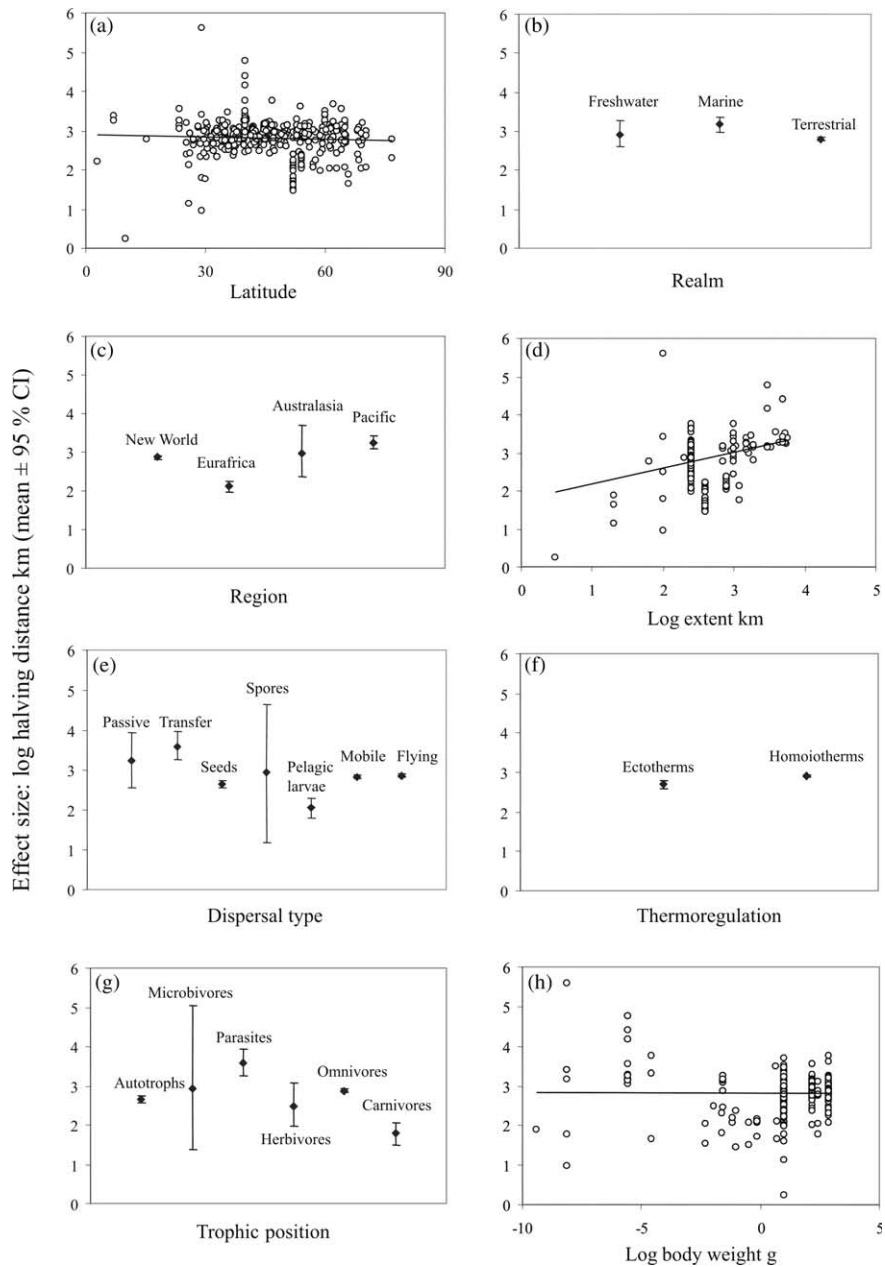 Effect size: log halving distance km (mean ± 95 % CI)
(a)
6
5
4
3
2
1
0
0 30 60 90
Latitude
(b)
6
5
4
3
2
1
0
Freshwater Marine Terrestrial
Realm
(c)
6
5
4
3
2
1
0
New World Eurafrica Australasia Pacific
Region
(d)
6
5
4
3
2
1
0
0 1 2 3 4 5
Log extent km
(e)
6
5
4
3
2
1
0
Passive Transfer Seeds Spores Pelagic
larvae
Mobile Flying
Dispersal type
(f)
6
5
4
3
2
1
0
Ectotherms Homoiotherms
Thermoregulation
(g)
6
5
4
3
2
1
0
Autotrophs Microbivores Parasites Herbivores Omnivores Carnivores
Trophic position
(h)
6
5
4
3
2
1
0
-10 -5 0 5
Log body weight g